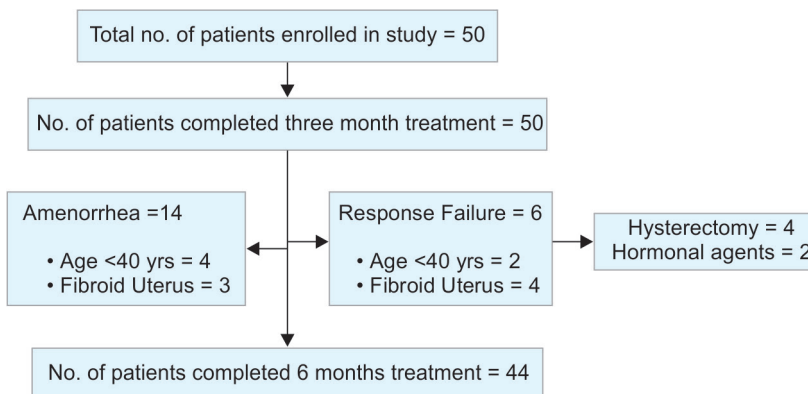 Total no. of patients enrolled in study = 50
No. of patients completed three month treatment = 50
Amenorrhea =14
• Age <40 yrs = 4
• Fibroid Uterus = 3
Response Failure = 6
• Age <40 yrs = 2
• Fibroid Uterus = 4
Hysterectomy = 4
Hormonal agents = 2
No. of patients completed 6 months treatment = 44